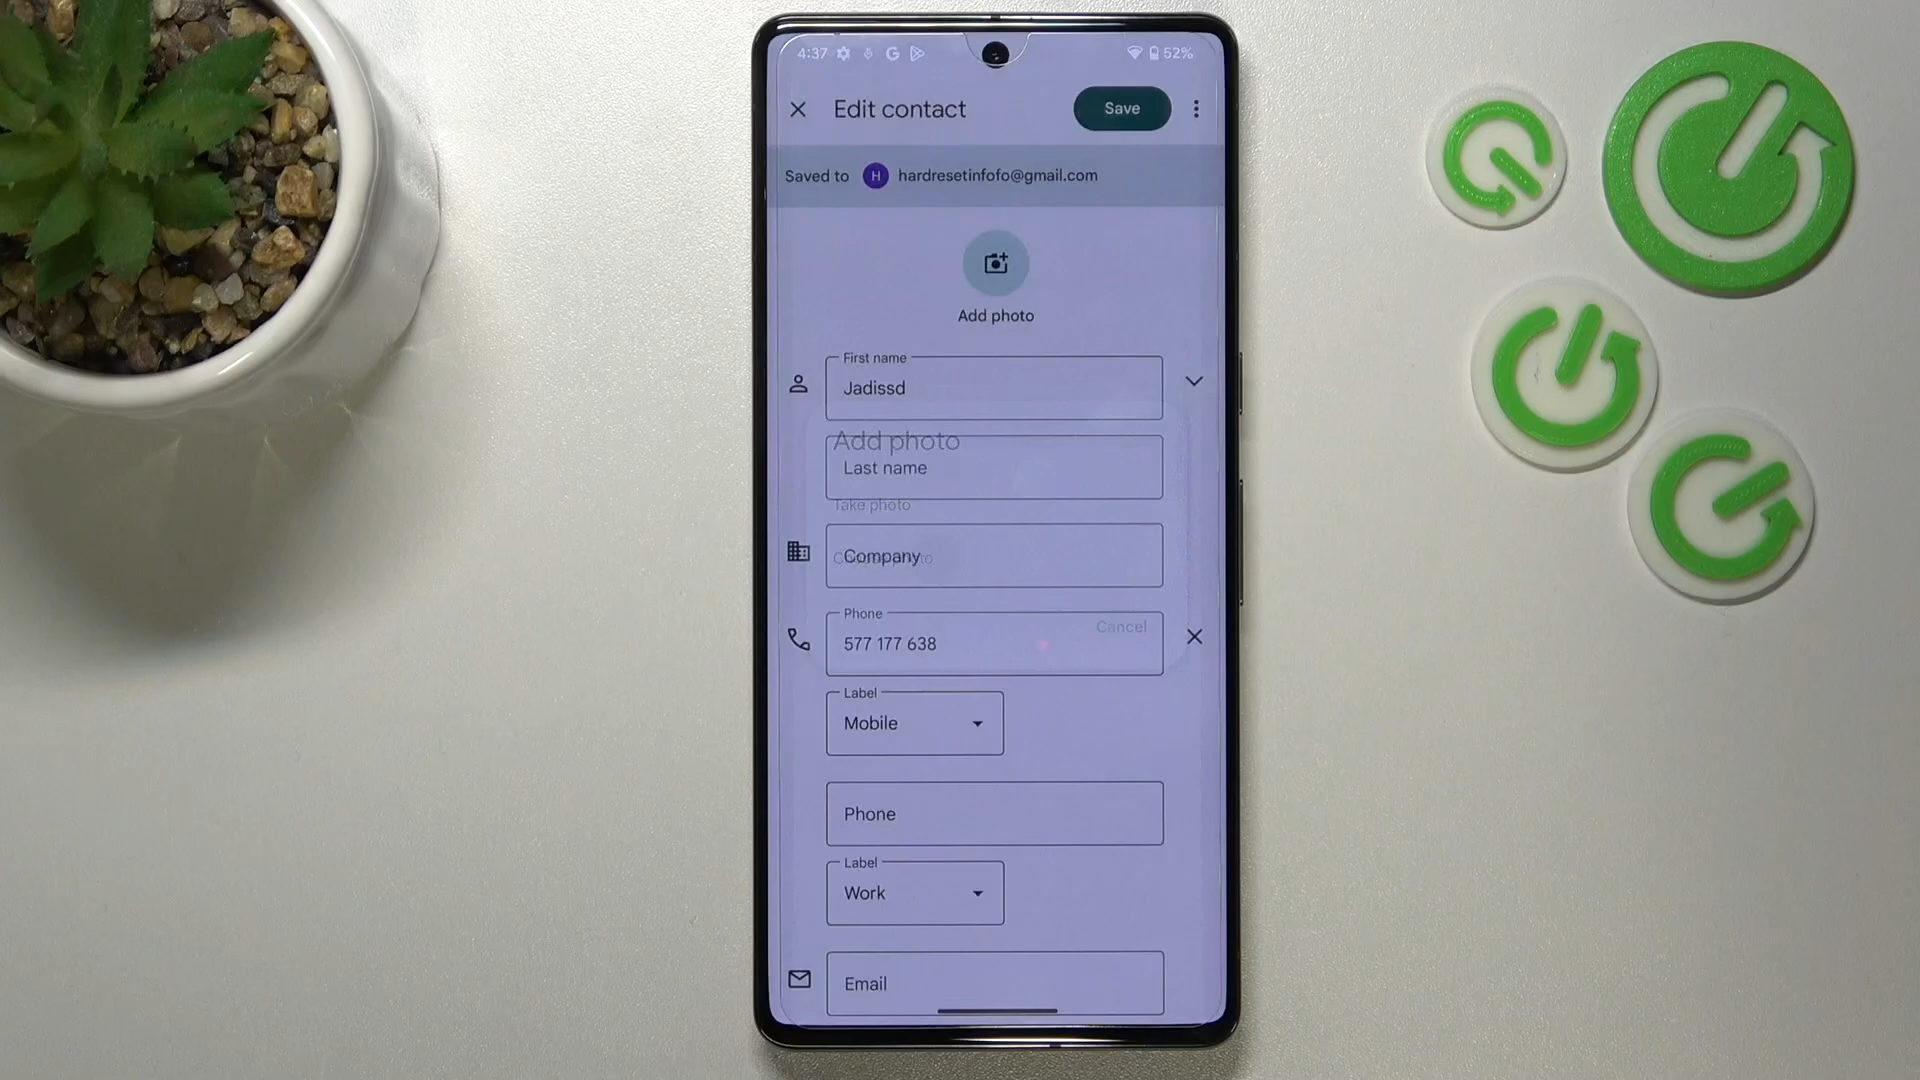 4:37
52%
Edit contact
Save
Saved to
H
hardresetinfofo@gmail.com
Add photo
First name
Jadissd
Add photo
Last name
Take photo
Company
Phone
Cancel
577 177 638
Label
Mobile
Phone
Label
Work
Email